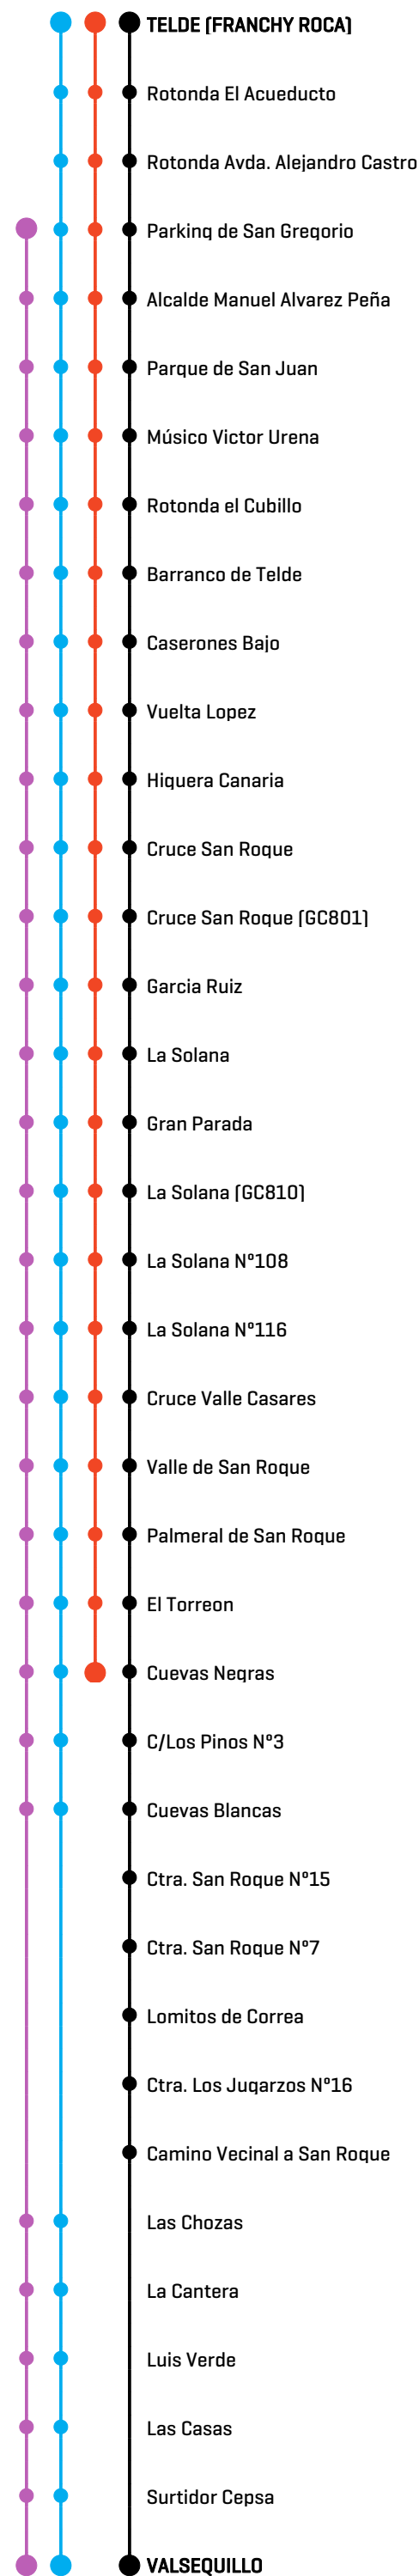 TELDE (FRANCHY ROCA)
Rotonda El Acueducto
Rotonda Avda. Alejandro Castro
Parking de San Gregorio
Alcalde Manuel Alvarez Peña
Parque de San Juan
Músico Victor Urena
Rotonda el Cubillo
Barranco de Telde
Caserones Bajo
Vuelta Lopez
Higuera Canaria
Cruce San Roque
Cruce San Roque (GC801)
Garcia Ruiz
La Solana
Gran Parada
La Solana (GC810)
La Solana Nº108
La Solana Nº116
Cruce Valle Casares
Valle de San Roque
Palmeral de San Roque
El Torreon
Cuevas Negras
C/Los Pinos Nº3
Cuevas Blancas
Ctra. San Roque Nº15
Ctra. San Roque Nº7
Lomitos de Correa
Ctra. Los Jugarzos Nº16
Camino Vecinal a San Roque
Las Chozas
La Cantera
Luis Verde
Las Casas
Surtidor Cepsa
VALSEQUILLO